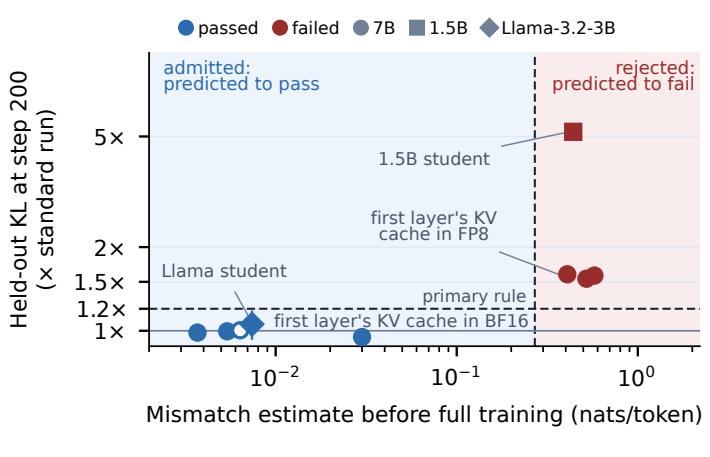 passed failed 7B 1.5B Llama-3.2-3B
admitted:
predicted to pass
rejected:
predicted to fail
Held-out KL at step 200
(× standard run)
5×
2×
1.5×
1.2×
1×
1.5B student
first layer's KV
cache in FP8
Llama student
primary rule
first layer's KV cache in BF16
10⁻²
10⁻¹
10⁰
Mismatch estimate before full training (nats/token)